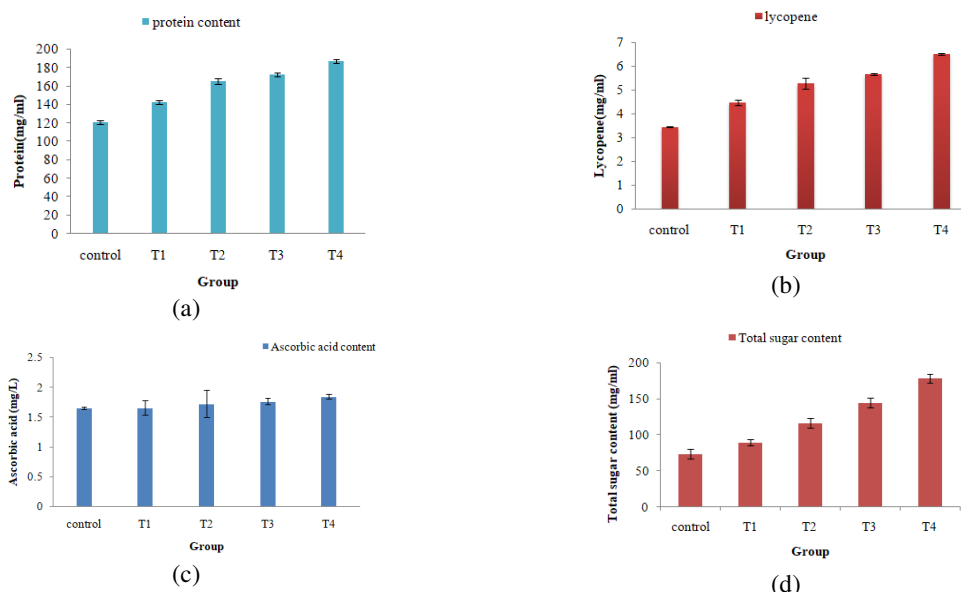 protein content
200
180
160
140
120
100
80
60
40
20
0
Protein(mg/ml)
control T1 T2 T3 T4
Group
(a)
lycopene
7
6
5
4
3
2
1
0
Lycopene(mg/ml)
control T1 T2 T3 T4
Group
(b)
Ascorbic acid content
2.5
2
1.5
1
0.5
0
Ascorbic acid (mg/L)
control T1 T2 T3 T4
Group
(c)
Total sugar content
200
150
100
50
0
Total sugar content (mg/ml)
control T1 T2 T3 T4
Group
(d)